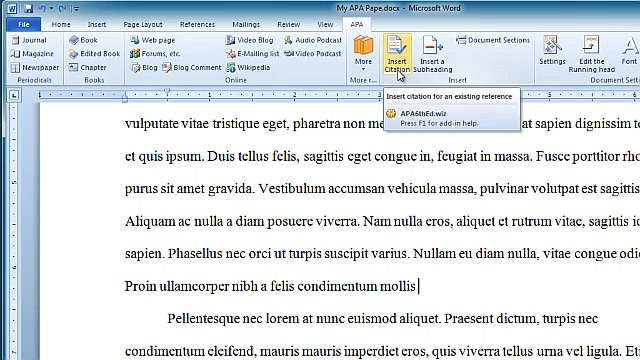 My APA Pape.docx - Microsoft Word
File Home Insert Page Layout References Mailings Review View APA
Journal Book Web page Video Blog Audio Podcast Document Sections
Magazine Edited Book Forums, etc. E-Mailing list Video Podcast
Newspaper Chapter Blog Blog Comment Wikipedia
More Insert Citation Insert a Subheading Settings Edit the Running head Font
Periodicals Books Online More r... Insert Document Set
Insert citation for an existing reference
APA6thEd.wiz
Press F1 for add-in help.
vulputate vitae tristique eget, pharetra non at sapien dignissim
et quis ipsum. Duis tellus felis, sagittis eget congue in, feugiat in massa. Fusce porttitor
purus sit amet gravida. Vestibulum accumsan vehicula massa, pulvinar volutpat est sagittis
Aliquam ac nulla a diam posuere viverra. Nam nulla eros, aliquet et rutrum vitae, sagittis
sapien. Phasellus nec orci ut turpis suscipit varius. Nullam eu diam nulla, vitae congue
Proin ullamcorper nibh a felis condimentum mollis
Pellentesque nec lorem at nunc euismod aliquet. Praesent dictum, turpis nec
condimentum eleifend, mauris mauris imperdiet eros, quis viverra tellus urna vel ligula.